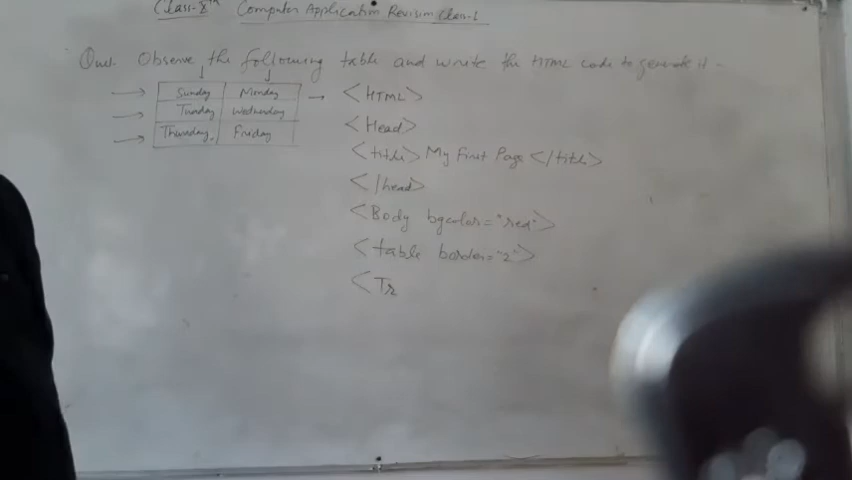 Class-X th Computer Application Revision Class-1
Que1. Observe the following table and write the HTML code to generate it -
Sunday Monday
Tuesday Wednesday
Thursday Friday
<HTML>
<Head>
<title> My First Page </title>
</head>
<Body bgcolor="red">
<table border="2">
<Tr